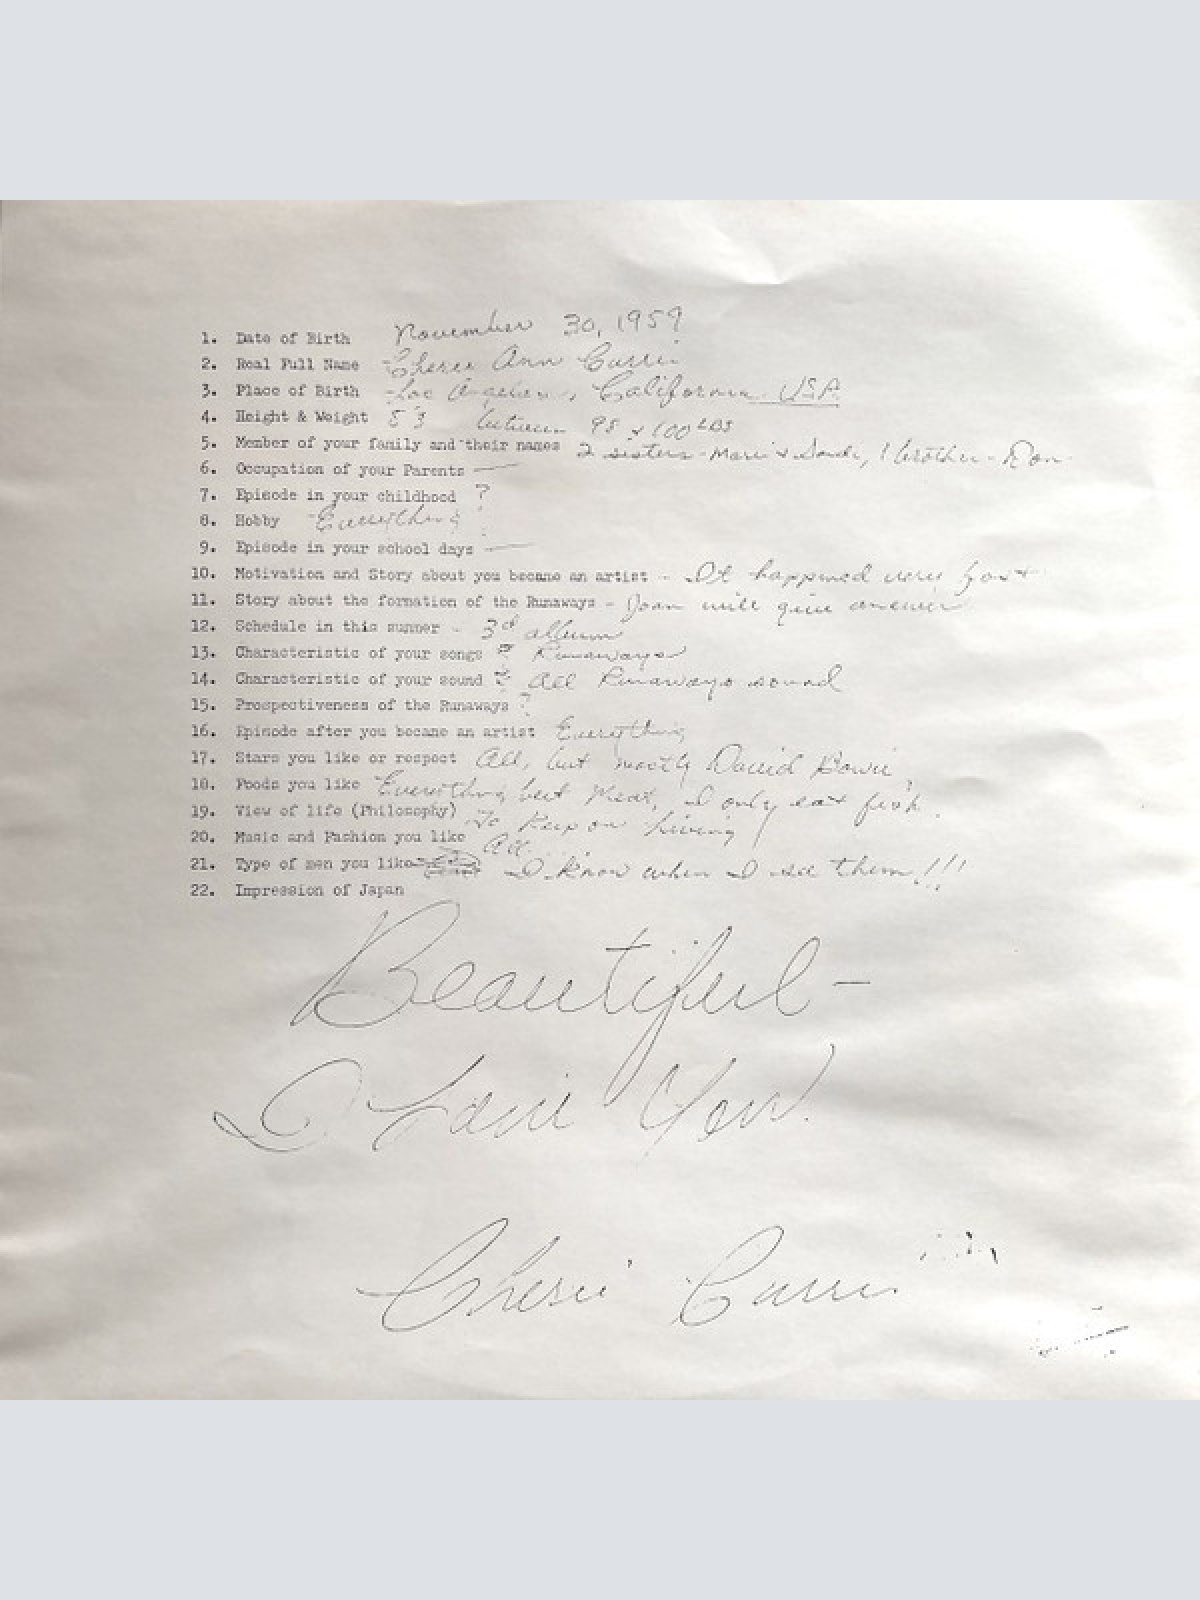 1. Date of Birth November 30, 1959
2. Real Full Name - Cherie Ann Currie
3. Place of Birth - Los Angeles, California USA
4. Height & Weight 5'3 between 98 & 100 LBS
5. Member of your family and their names 2 sisters - Marie & Sandi, 1 brother - Don
6. Occupation of your Parents —
7. Episode in your childhood ?
8. Hobby - Everything
9. Episode in your school days —
10. Motivation and Story about you became an artist - It happened very fast
11. Story about the formation of the Runaways - Joan will give answer
12. Schedule in this summer - 3rd album
13. Characteristic of your songs ? Runaways
14. Characteristic of your sound ? All Runaways sound
15. Prospectiveness of the Runaways ?
16. Episode after you became an artist Everything
17. Stars you like or respect All, but mostly David Bowie
18. Foods you like Everything but Meat, I only eat fish.
19. View of life (Philosophy) To Keep on Living
20. Music and Fashion you like All
21. Type of men you like I know when I see them!!!
22. Impression of Japan
Beautiful -
I Love You.
Cherie Currie